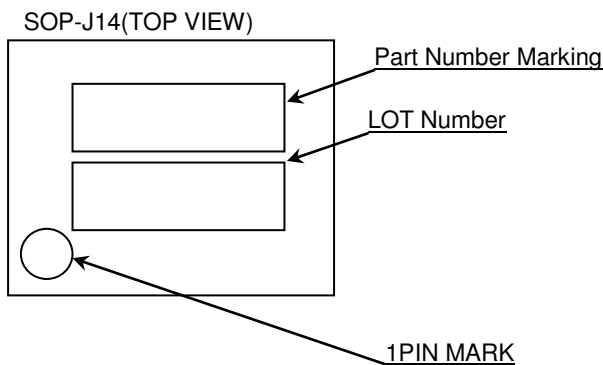 SOP-J14(TOP VIEW)
Part Number Marking
LOT Number
1PIN MARK